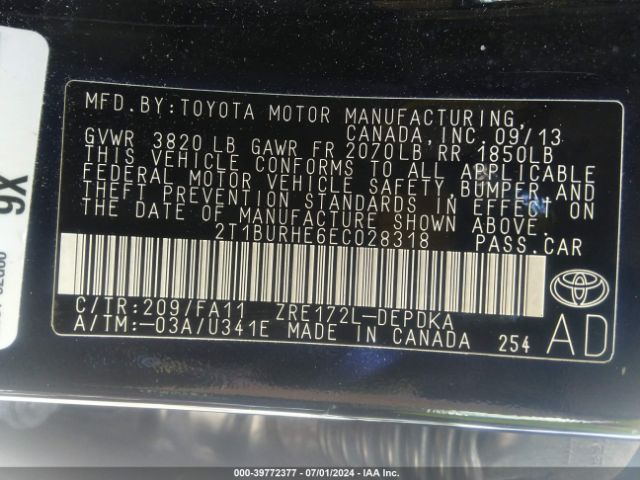 MFD.BY:TOYOTA MOTOR MANUFACTURING,
CANADA,INC. 09/13
GVWR 3820LB GAWR FR 2070LB RR 1850LB
THIS VEHICLE CONFORMS TO ALL APPLICABLE
FEDERAL MOTOR VEHICLE SAFETY,BUMPER,AND
THEFT PREVENTION STANDARDS IN EFFECT ON
THE DATE OF MANUFACTURE SHOWN ABOVE.
2T1BURHE6EC028318 PASS.CAR
C/TR:209/FA11 ZRE172L-DEPDKA
A/TM:-03A/U341E MADE IN CANADA 254
AD
9X
000-39772377 - 07/01/2024 - IAA Inc.